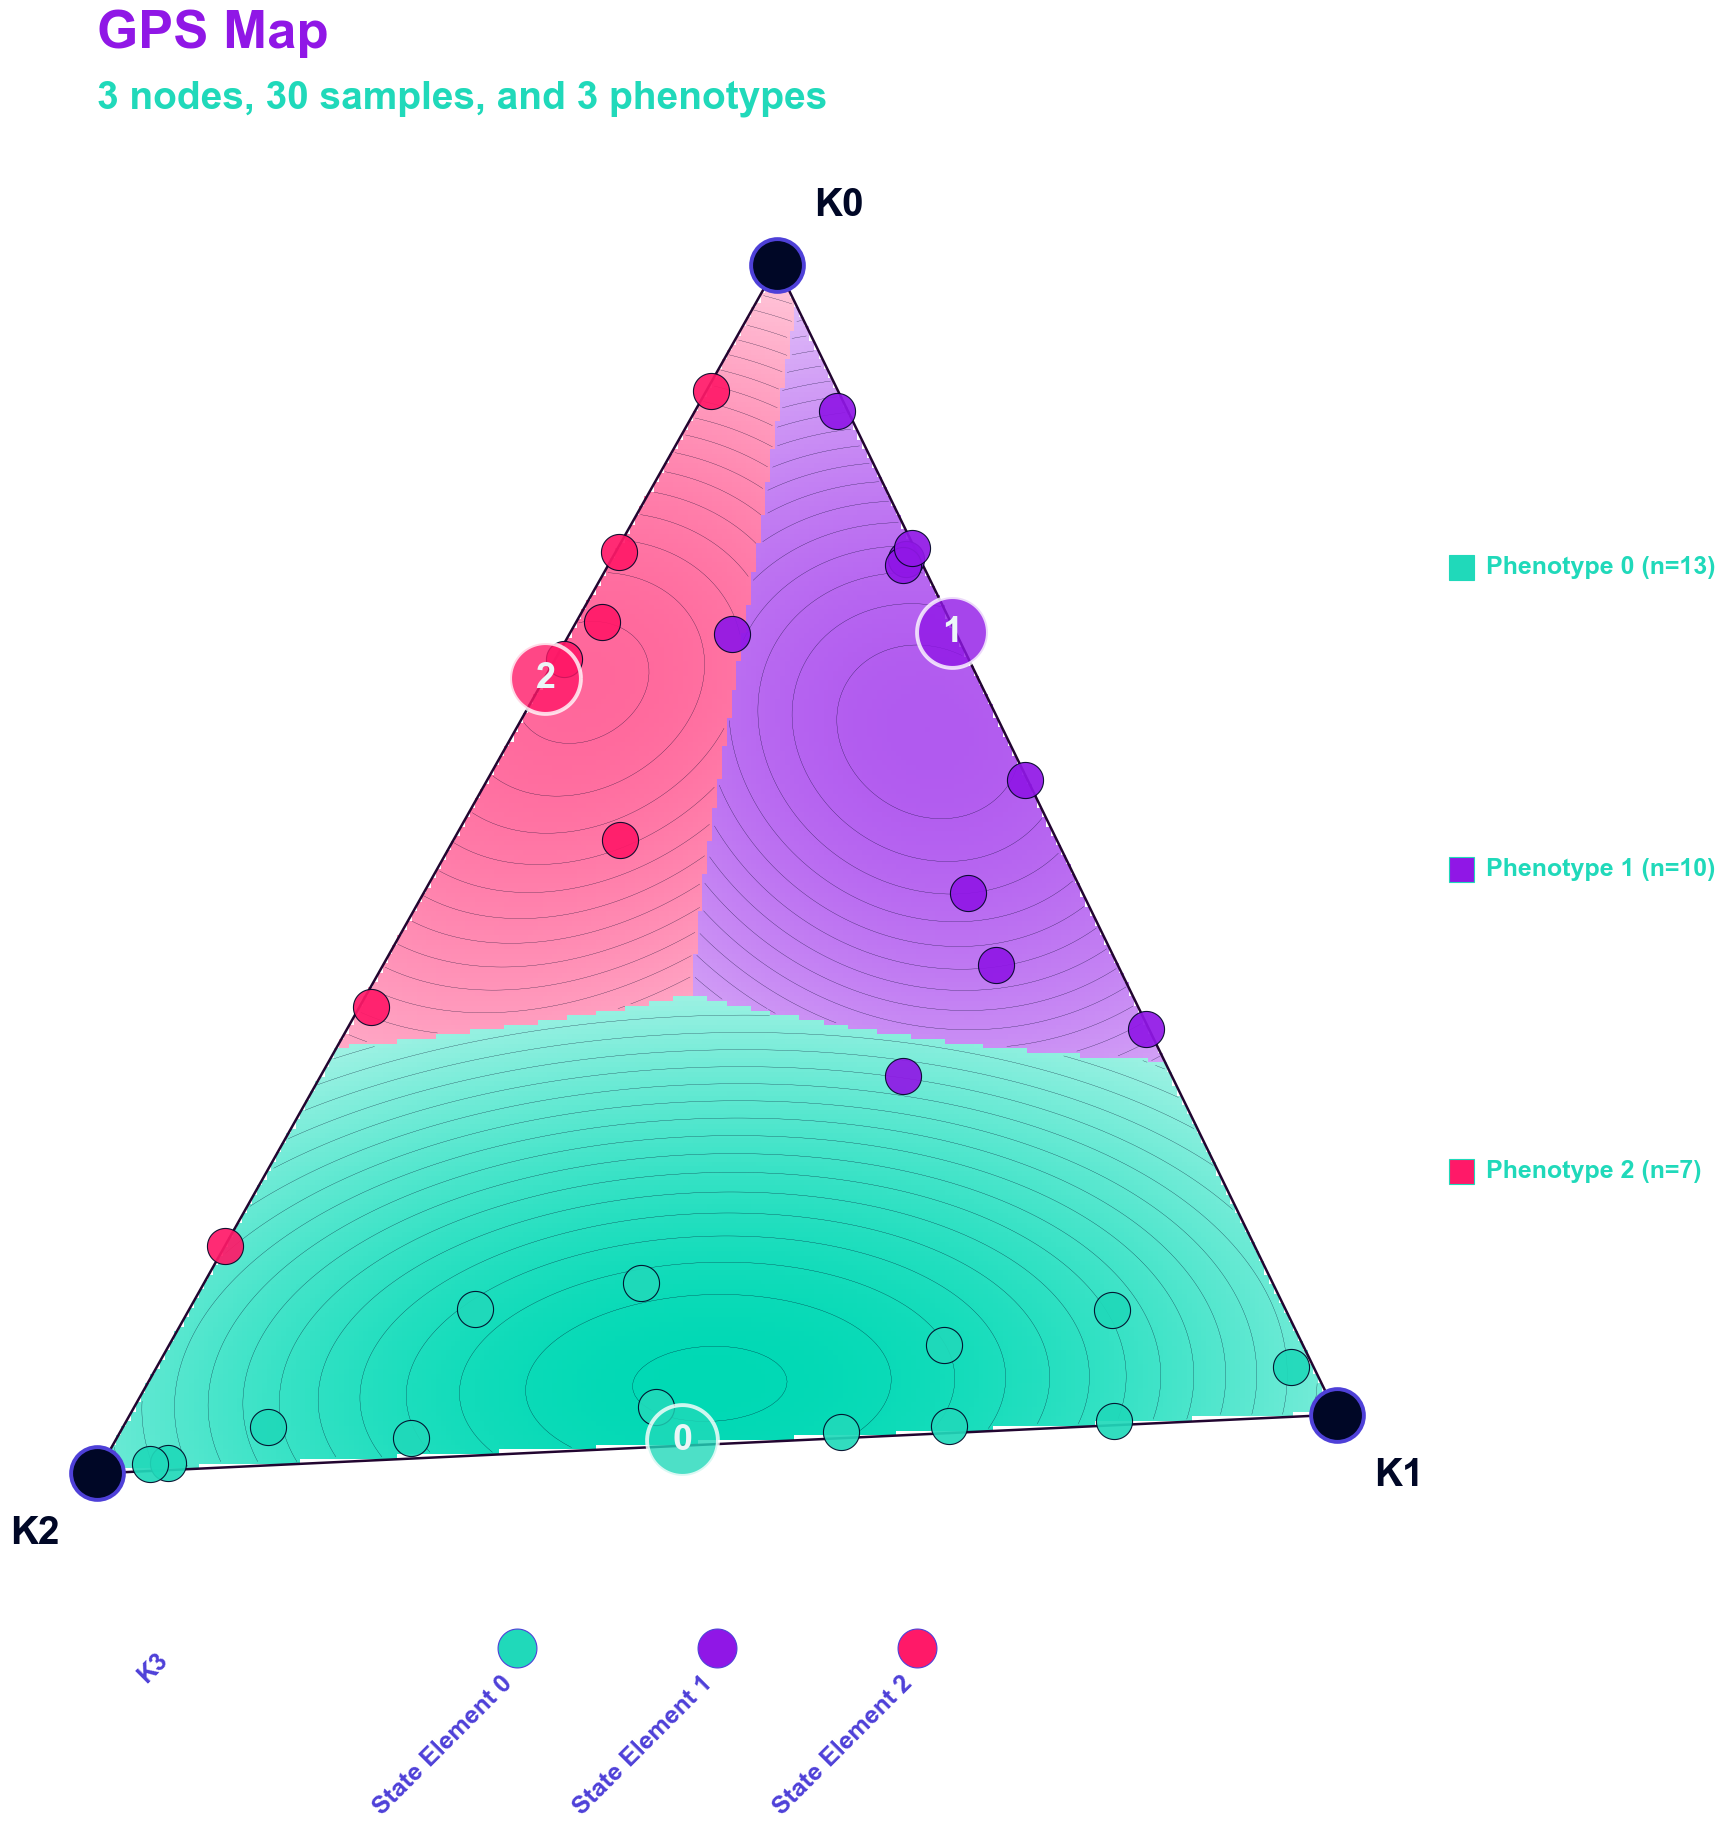 GPS Map
3 nodes, 30 samples, and 3 phenotypes
K0
1
2
Phenotype 0 (n=13)
Phenotype 1 (n=10)
Phenotype 2 (n=7)
0
K1
K2
K3
State Element 0
State Element 1
State Element 2